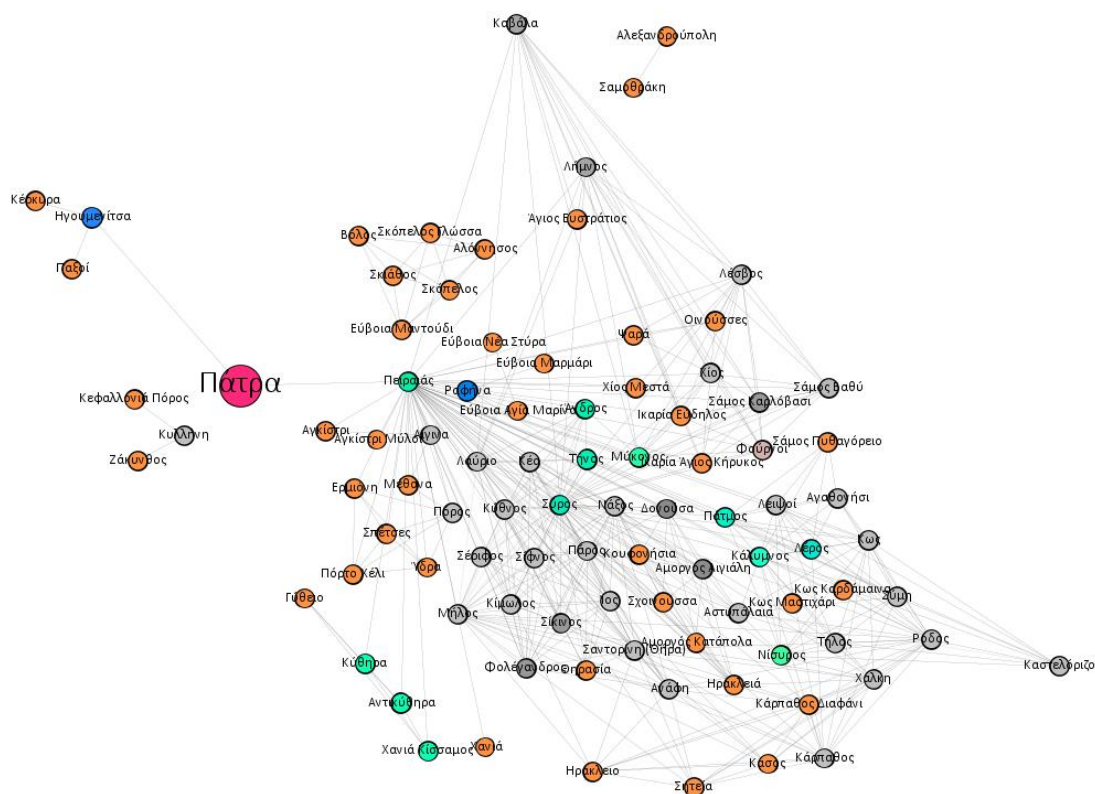 Καβάλα
Αλεξανδρούπολη
Σαμοθράκη
Λήμνος
Κέρκυρα
Ηγουμενίτσα
Άγιος Ευστράτιος
Βόλος
Σκόπελος Γλώσσα
Αλόννησος
Παξοί
Σκιάθος
Σκόπελος
Λέσβος
Εύβοια Μαντούδι
Εύβοια Νέα Στύρα
Ψαρά
Οινούσσες
Εύβοια Μαρμάρι
Πάτρα
Πειραιάς
Ραφήνα
Χίος Μεστά
Χίος
Σάμος Βαθύ
Κεφαλλονιά Πόρος
Σάμος Καρλόβασι
Εύβοια Αγία Μαρίνα
Άνδρος
Ικαρία Εύδηλος
Κυλλήνη
Αγκίστρι
Αγκίστρι Μύλοι
Αίγινα
Φούρνοι
Σάμος Πυθαγόρειο
Ζάκυνθος
Λαύριο
Κέα
Τήνος
Μύκονος
Ικαρία Άγιος Κήρυκος
Ερμιόνη
Μέθανα
Πόρος
Κύθνος
Σύρος
Νάξος
Δονούσα
Πάτμος
Λειψοί
Αγαθονήσι
Σπέτσες
Σέριφος
Σίφνος
Πάρος
Κουφονήσια
Κάλυμνος
Λέρος
Κως
Πόρτο Χέλι
Ύδρα
Αμοργος Αιγιάλη
Γύθειο
Μήλος
Κίμωλος
Ίος
Σχοινούσσα
Αστυπάλαια
Κως Μαστιχάρι
Κως Καρδάμαινα
Σύμη
Σίκινος
Κύθηρα
Σαντορίνη (Θήρα)
Αμοργός Κατάπολα
Νίσυρος
Τήλος
Ρόδος
Φολέγανδρος
Θηρασία
Καστελόριζο
Αντικύθηρα
Ανάφη
Ηρακλειά
Χάλκη
Κάρπαθος Διαφάνι
Χανιά Κίσσαμος
Χανιά
Ηράκλειο
Σητεία
Κάσος
Κάρπαθος